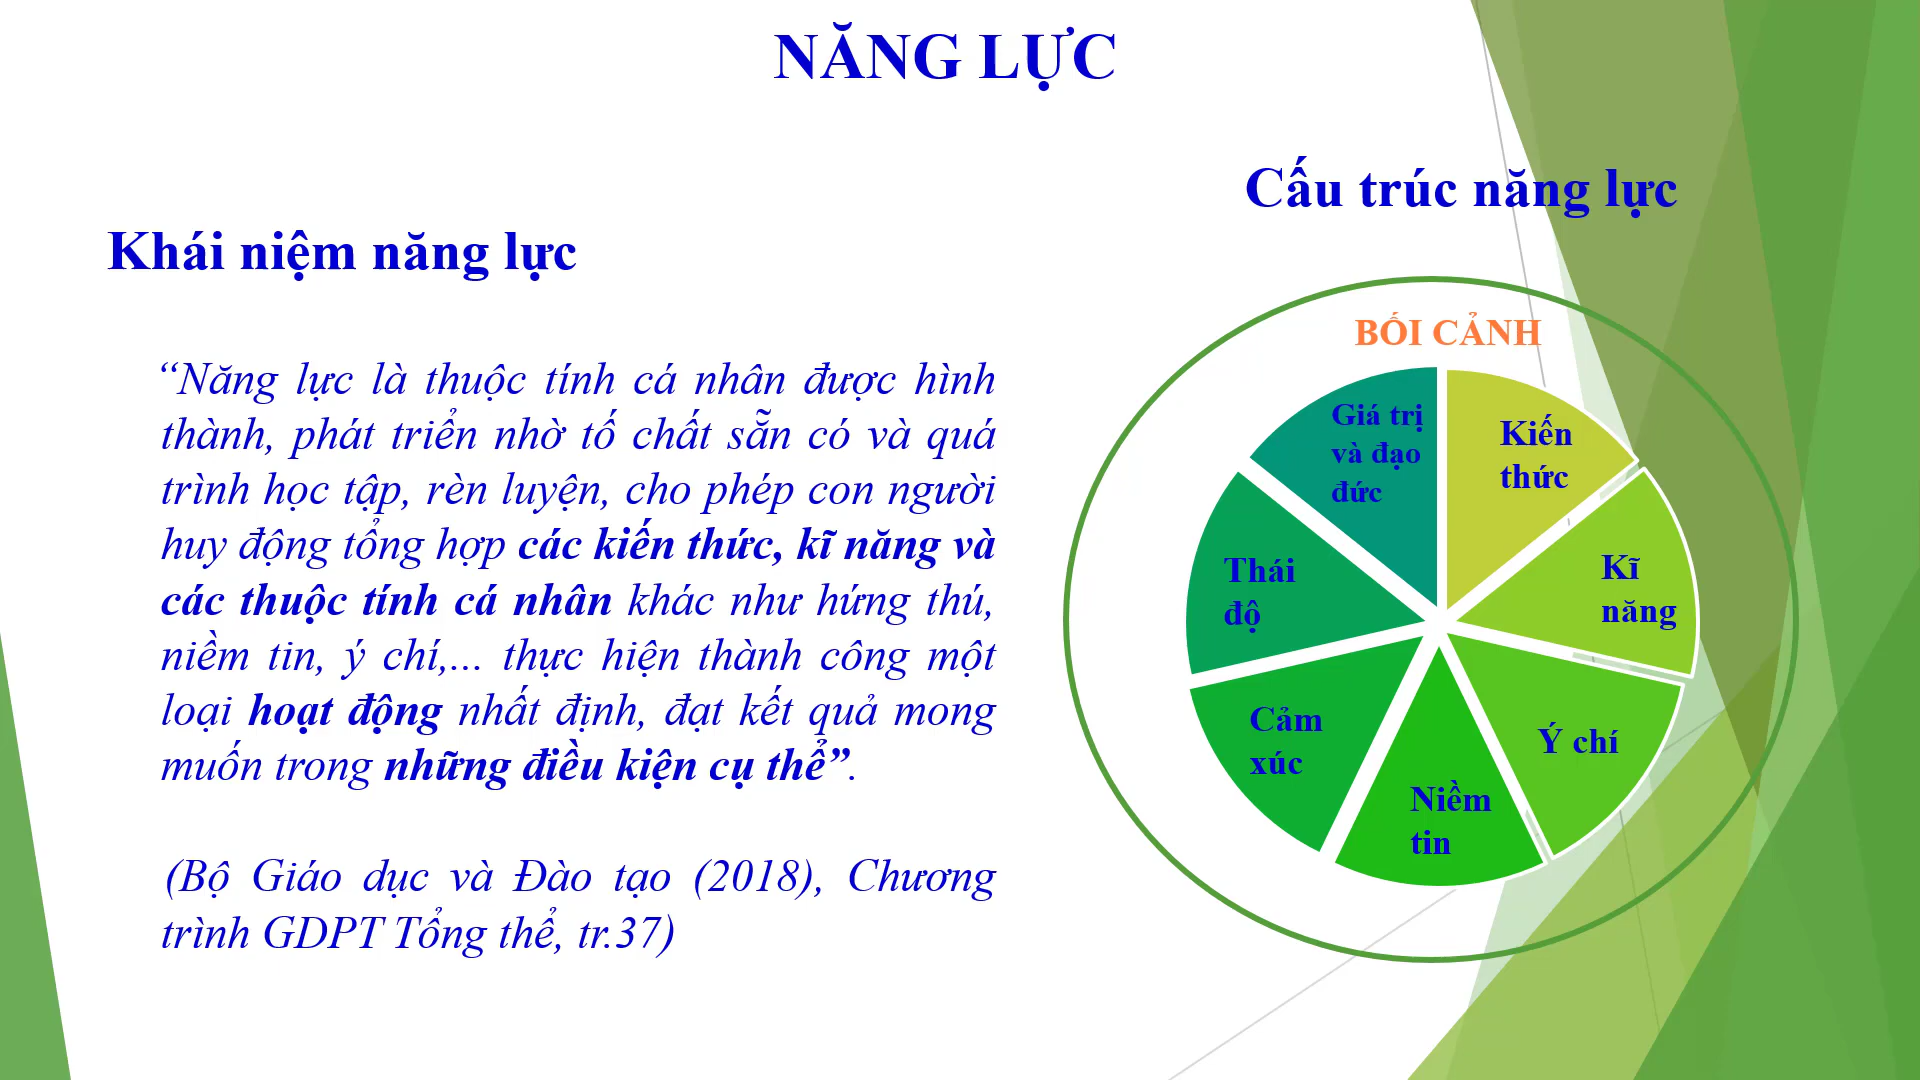 NĂNG LỰC
Khái niệm năng lực
“Năng lực là thuộc tính cá nhân được hình
thành, phát triển nhờ tố chất sẵn có và quá
trình học tập, rèn luyện, cho phép con người
huy động tổng hợp các kiến thức, kĩ năng và
các thuộc tính cá nhân khác như hứng thú,
niềm tin, ý chí,... thực hiện thành công một
loại hoạt động nhất định, đạt kết quả mong
muốn trong những điều kiện cụ thể”.
(Bộ Giáo dục và Đào tạo (2018), Chương
trình GDPT Tổng thể, tr.37)
Cấu trúc năng lực
BỐI CẢNH
Kiến
thức
Kĩ
năng
Ý chí
Niềm
tin
Cảm
xúc
Thái
độ
Giá trị
và đạo
đức